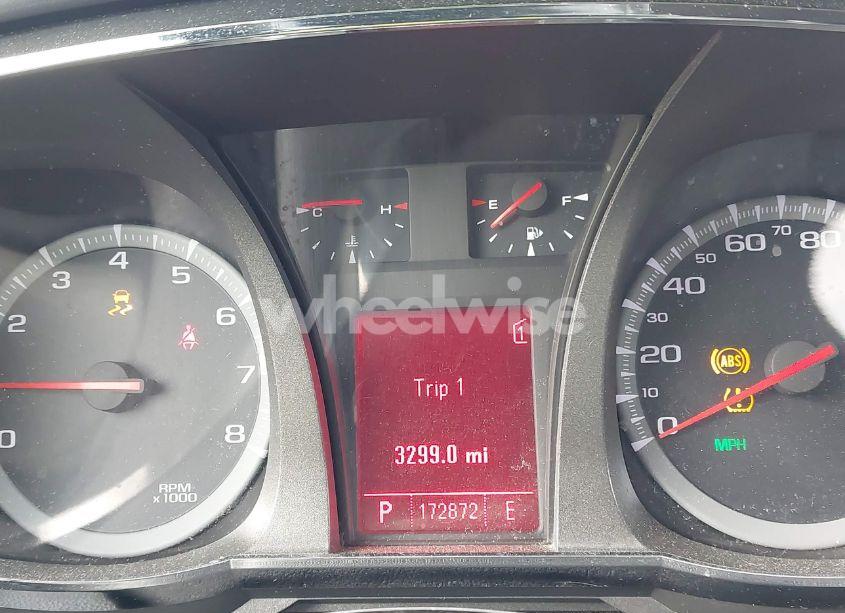 C H E F
2 3 4 5 6 7 8 0
RPM
x 1000
wheelwise
1
Trip 1
3299.0 mi
P 172872 E
0 10 20 30 40 50 60 70 80
ABS
!
MPH